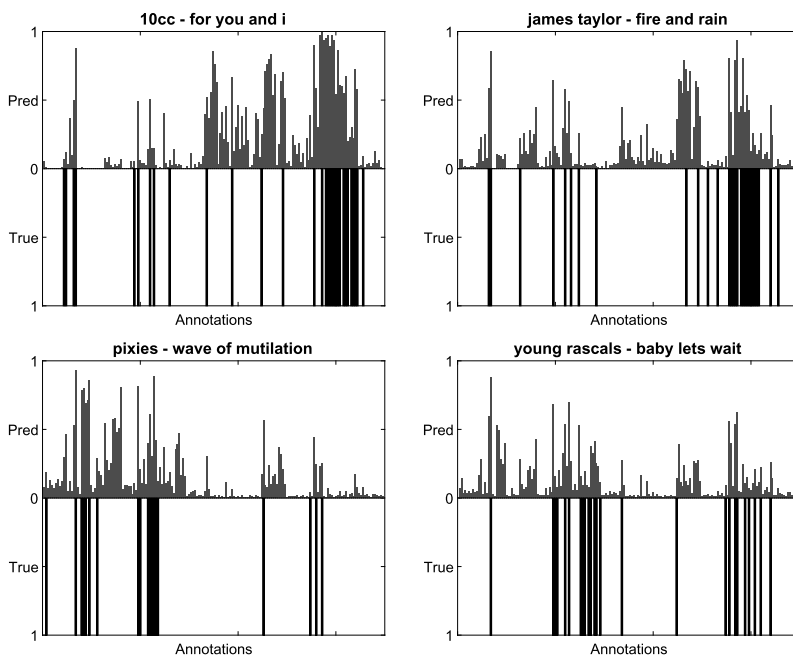 10cc - for you and i
1
Pred
0
True
1
Annotations
james taylor - fire and rain
1
Pred
0
True
1
Annotations
pixies - wave of mutilation
1
Pred
0
True
1
Annotations
young rascals - baby lets wait
1
Pred
0
True
1
Annotations